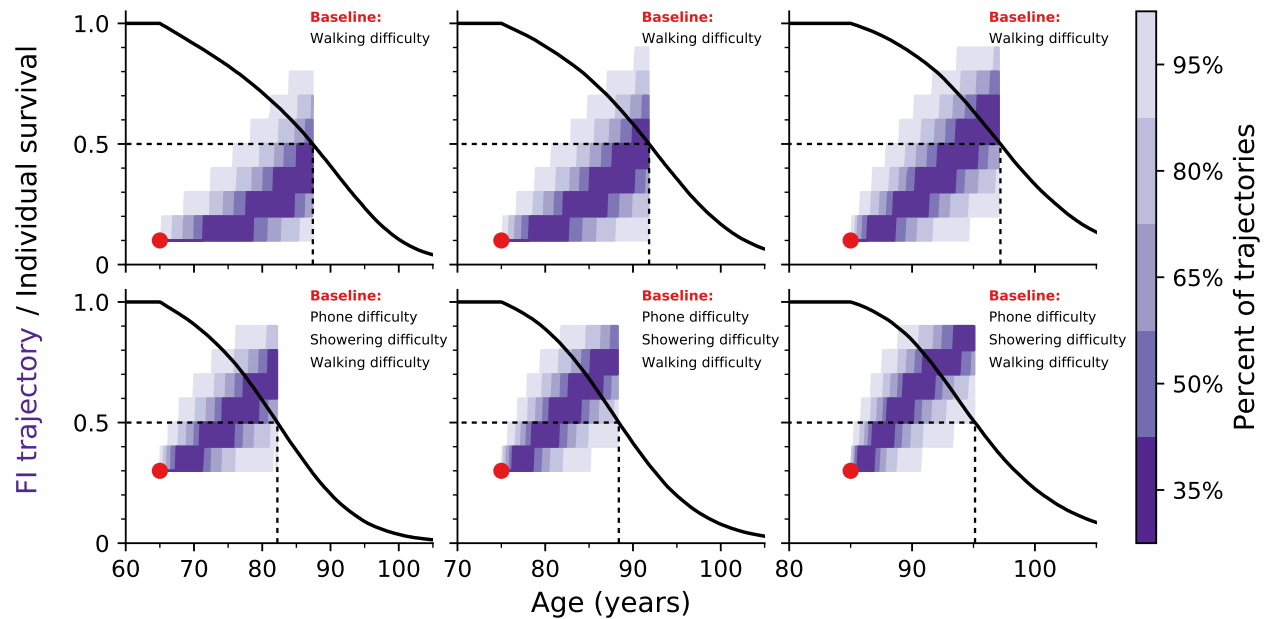 FI trajectory / Individual survival
1.0
0.5
0
Baseline:
Walking difficulty
Baseline:
Walking difficulty
Baseline:
Walking difficulty
60
70
80
90
100
70
80
90
100
80
90
100
1.0
0.5
0
Baseline:
Phone difficulty
Showering difficulty
Walking difficulty
Baseline:
Phone difficulty
Showering difficulty
Walking difficulty
Baseline:
Phone difficulty
Showering difficulty
Walking difficulty
Age (years)
95%
80%
65%
50%
35%
Percent of trajectories